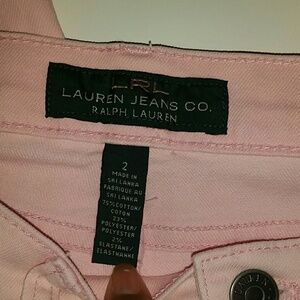 LRL
LAUREN JEANS CO.
RALPH LAUREN
2
MADE IN
SRI LANKA
FABRIQUE AU
SRI LANKA
75% COTTON/
COTON
23%
POLYESTER/
POLYESTER
2%
ELASTANE/
ELASTHANNE
LAUREN